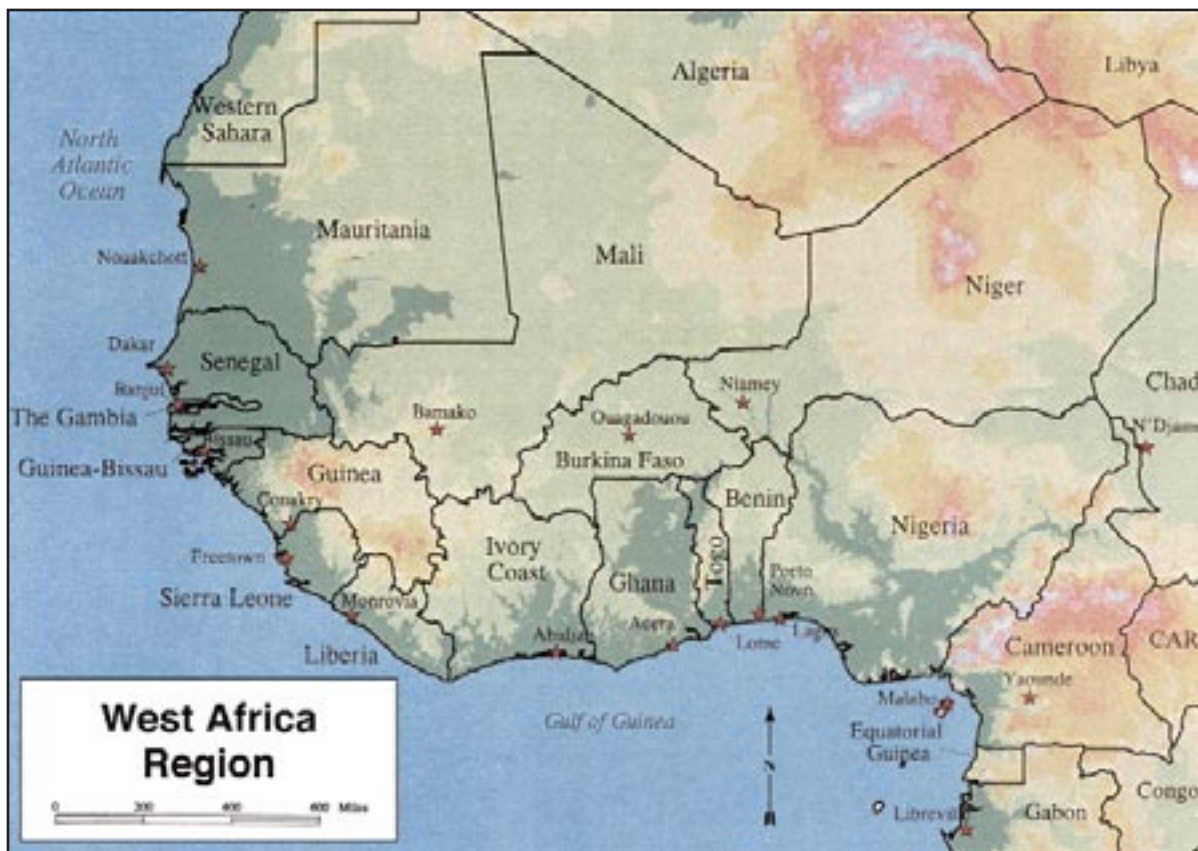 Algeria
Libya
Western
Sahara
North
Atlantic
Ocean
Mauritania
Mali
Niger
Nouakchott
Dakar
Senegal
Banjul
The Gambia
Bissau
Guinea-Bissau
Bamako
Niamey
Ouagadouou
Burkina Faso
Chad
N'Djam
Guinea
Conakry
Benin
Nigeria
Ivory
Coast
Ghana
Togo
Porto
Novo
Freetown
Sierra Leone
Monrovia
Liberia
Abidjan
Accra
Lome
Lagos
Cameroon
CAR
Yaounde
Malabo
Equatorial
Guinea
Gulf of Guinea
N
Libreville
Gabon
Congo
West Africa
Region
0 200 400 600 Miles